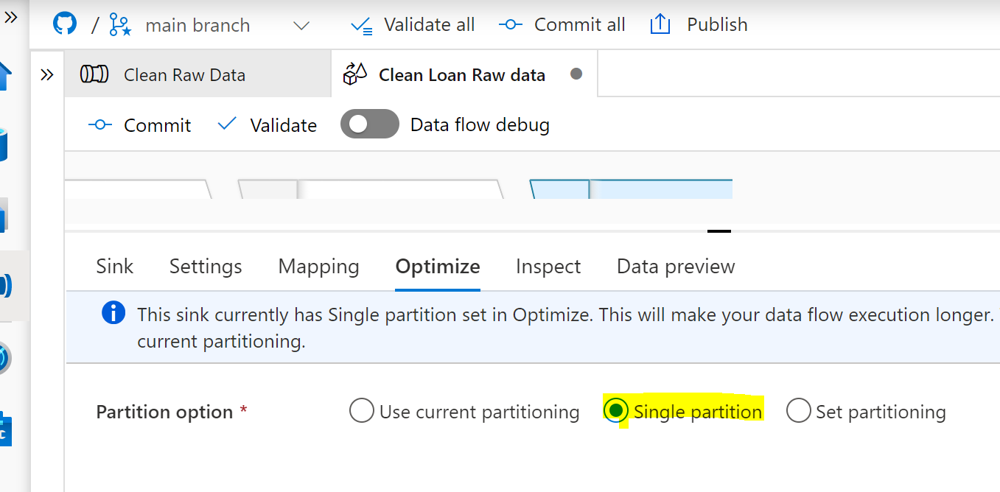 / main branch Validate all Commit all Publish
Clean Raw Data Clean Loan Raw data
Commit Validate Data flow debug
Sink Settings Mapping Optimize Inspect Data preview
This sink currently has Single partition set in Optimize. This will make your data flow execution longer.
current partitioning.
Partition option * Use current partitioning Single partition Set partitioning